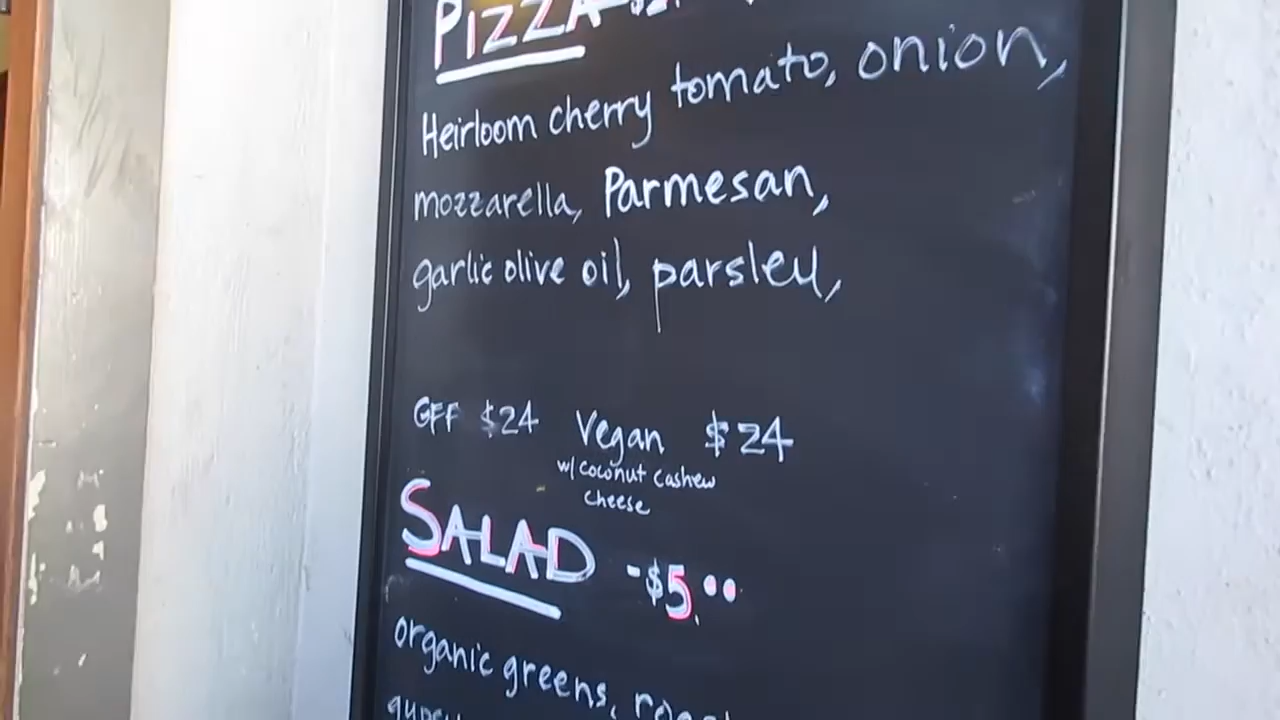 PIZZA
Heirloom cherry tomato, onion,
mozzarella, Parmesan,
garlic olive oil, parsley,
GFF $24 Vegan $24
w/ coconut cashew
cheese
SALAD - $5.00
organic greens,